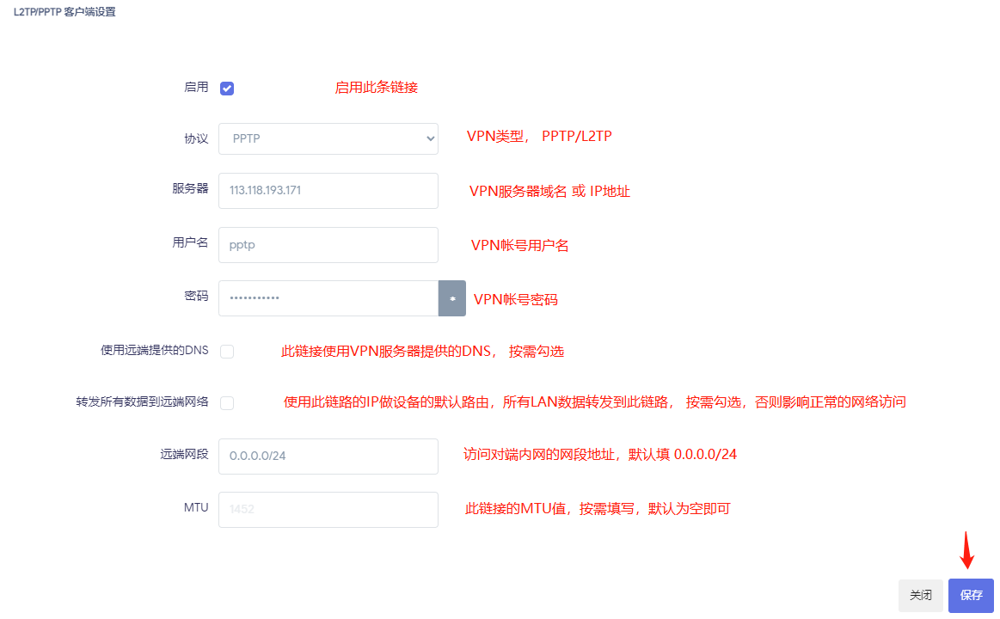 L2TP/PPTP 客户端设置
启用 启用此条链接
协议 PPTP VPN类型， PPTP/L2TP
服务器 113.118.193.171 VPN服务器域名 或 IP地址
用户名 pptp VPN帐号用户名
密码 ••••••••••• * VPN帐号密码
使用远端提供的DNS 此链接使用VPN服务器提供的DNS， 按需勾选
转发所有数据到远端网络 使用此链路的IP做设备的默认路由，所有LAN数据转发到此链路， 按需勾选，否则影响正常的网络访问
远端网段 0.0.0.0/24 访问对端内网的网段地址，默认填 0.0.0.0/24
MTU 1452 此链接的MTU值，按需填写，默认为空即可
关闭 保存